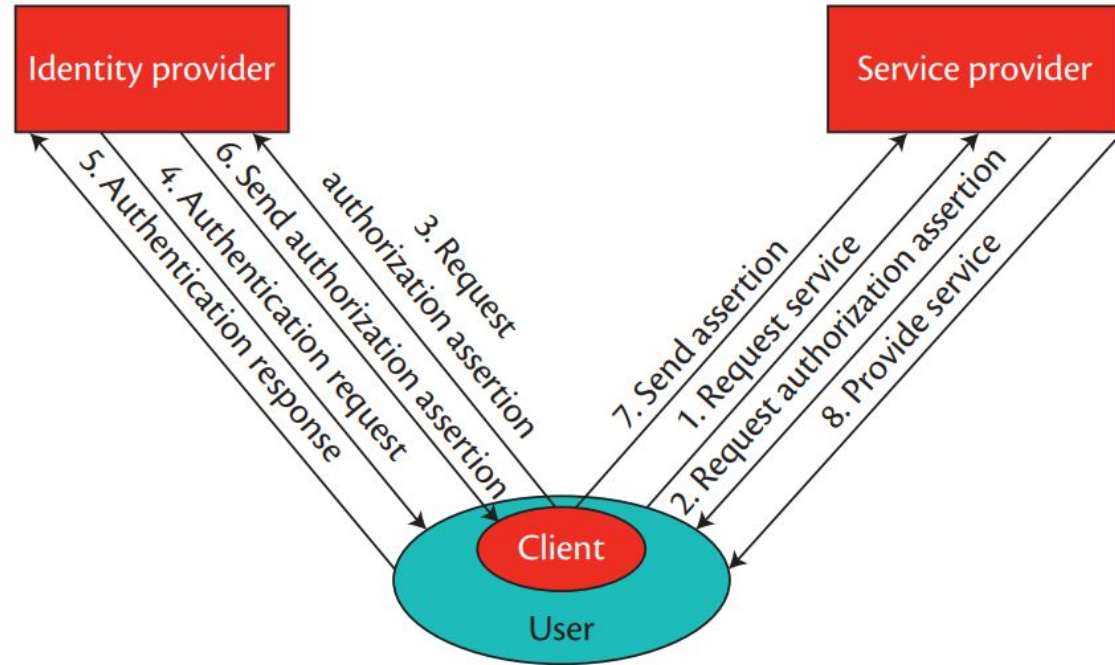 Identity provider
Service provider
5. Authentication response
4. Authentication request
6. Send authorization assertion
3. Request
authorization assertion
7. Send assertion
1. Request service
2. Request authorization assertion
8. Provide service
Client
User